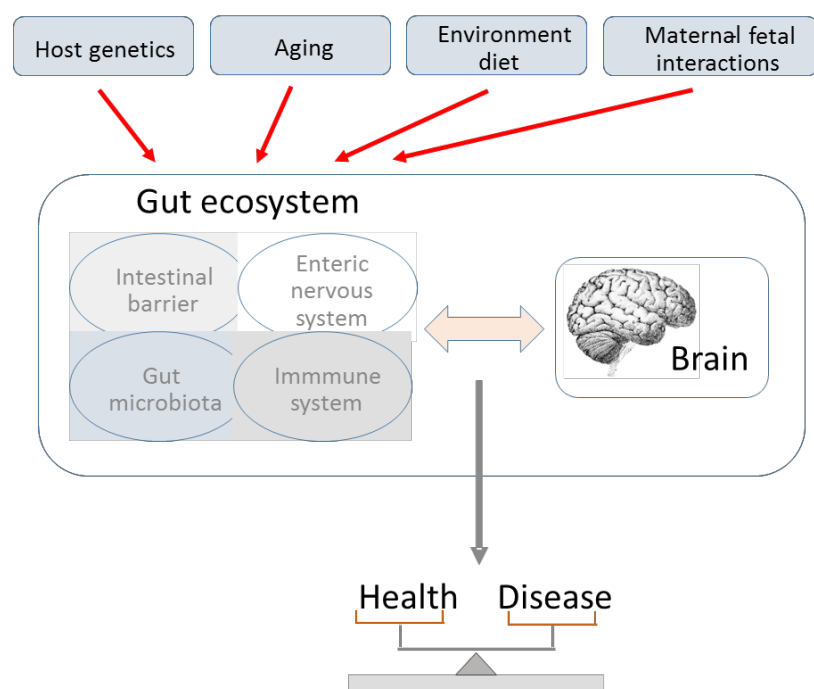 Host genetics
Aging
Environment
diet
Maternal-fetal
interactions
Gut ecosystem
Intestinal
barrier
Enteric
nervous
system
Gut
microbiota
Immmune
system
Brain
Health
Disease